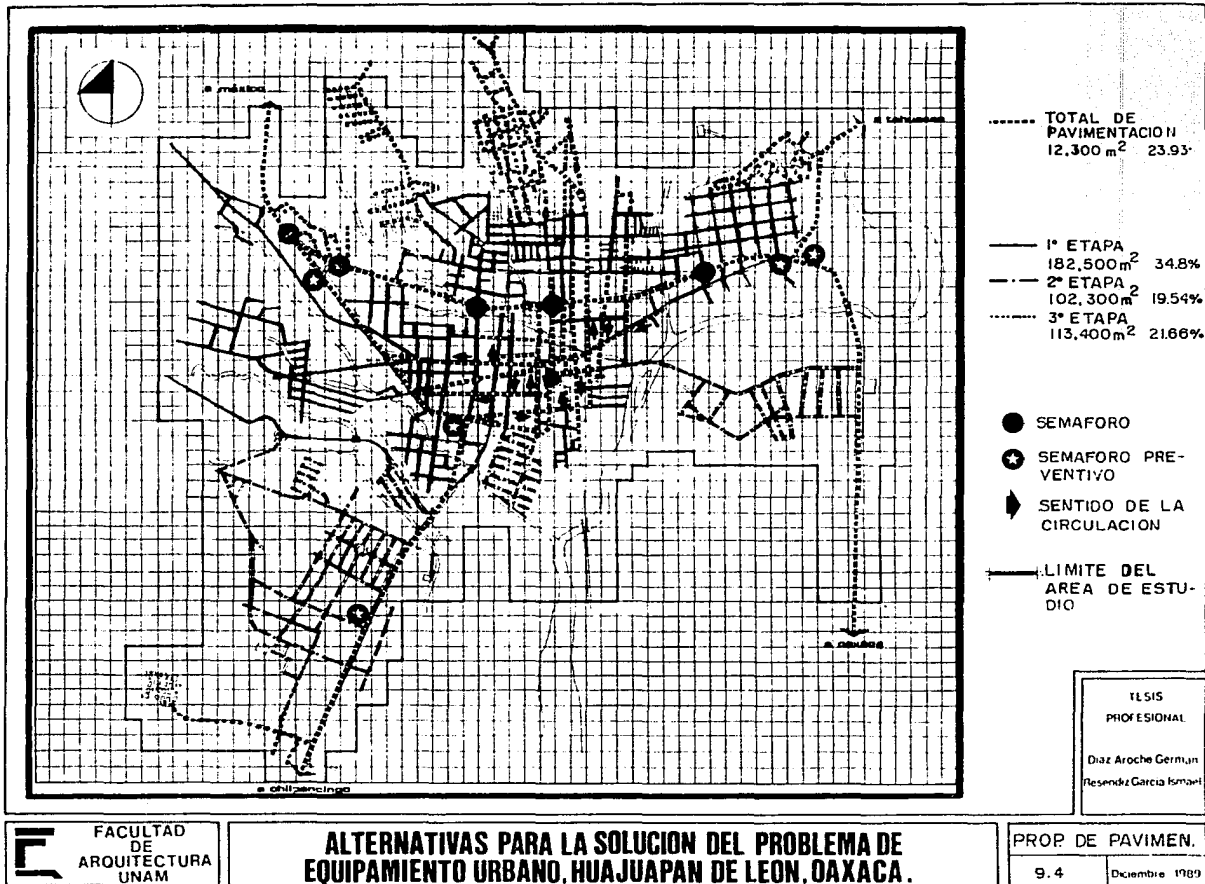 a méxico
a tehuacan
a oaxaca
a chilpancingo
TOTAL DE
PAVIMENTACION
12,300 m² 23.93
1ª ETAPA
182,500 m² 34.8%
2ª ETAPA
102,300 m² 19.54%
3ª ETAPA
113,400 m² 21.66%
SEMAFORO
SEMAFORO PRE-
VENTIVO
SENTIDO DE LA
CIRCULACION
LIMITE DEL
AREA DE ESTU-
DIO
TESIS
PROFESIONAL
Diaz Aroche German
Resendiz Garcia Ismael
FACULTAD
DE
ARQUITECTURA
UNAM
ALTERNATIVAS PARA LA SOLUCION DEL PROBLEMA DE
EQUIPAMIENTO URBANO, HUAJUAPAN DE LEON, OAXACA.
PROP. DE PAVIMEN.
9.4
Diciembre 1989